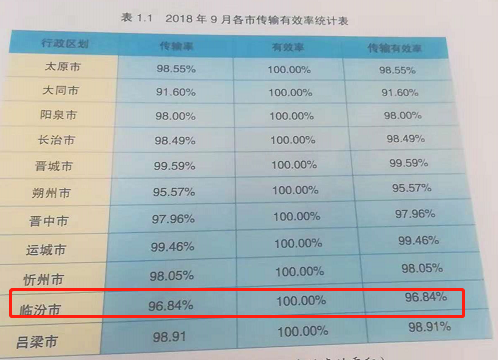 表 1.1 2018 年 9 月各市传输有效率统计表
行政区划 传输率 有效率 传输有效率
太原市 98.55% 100.00% 98.55%
大同市 91.60% 100.00% 91.60%
阳泉市 98.00% 100.00% 98.00%
长治市 98.49% 100.00% 98.49%
晋城市 99.59% 100.00% 99.59%
朔州市 95.57% 100.00% 95.57%
晋中市 97.96% 100.00% 97.96%
运城市 99.46% 100.00% 99.46%
忻州市 98.05% 100.00% 98.05%
临汾市 96.84% 100.00% 96.84%
吕梁市 98.91 100.00% 98.91%